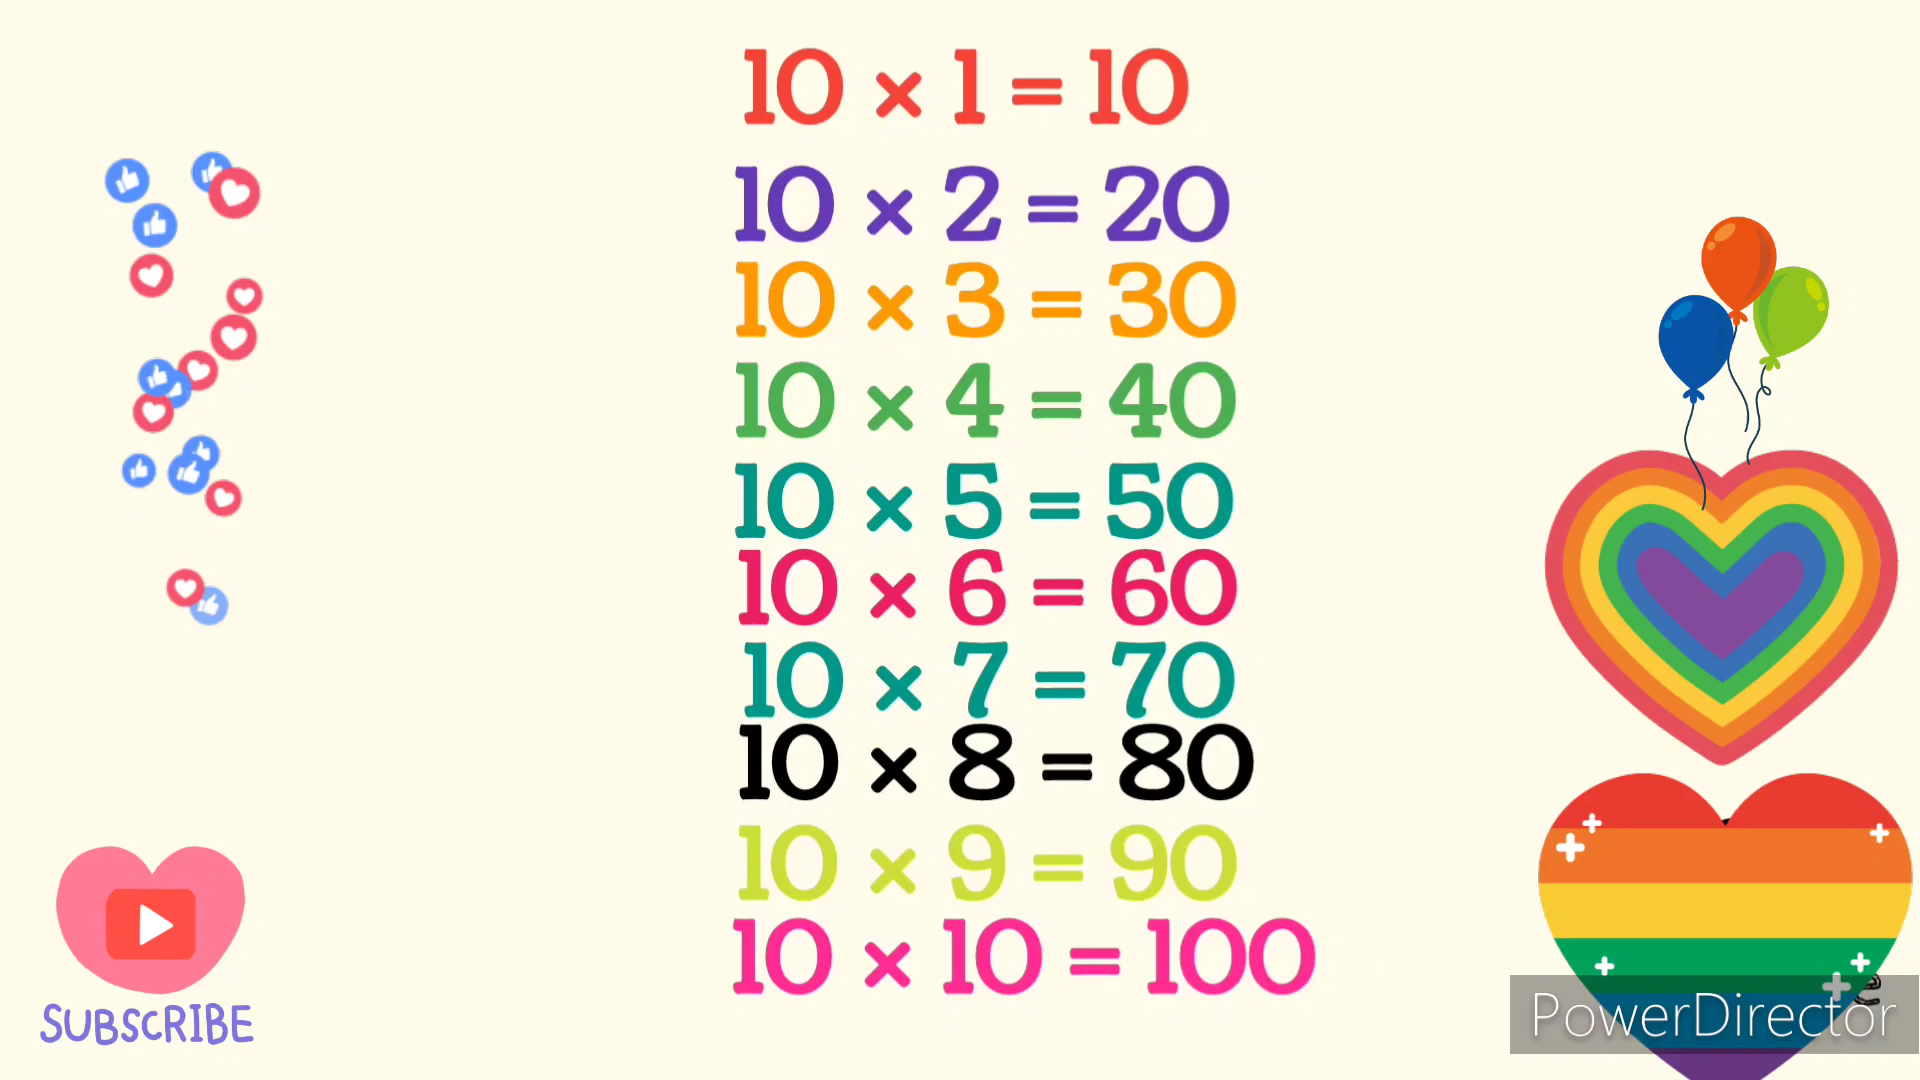 10 × 1 = 10
10 × 2 = 20
10 × 3 = 30
10 × 4 = 40
10 × 5 = 50
10 × 6 = 60
10 × 7 = 70
10 × 8 = 80
10 × 9 = 90
10 × 10 = 100
SUBSCRIBE
PowerDirector